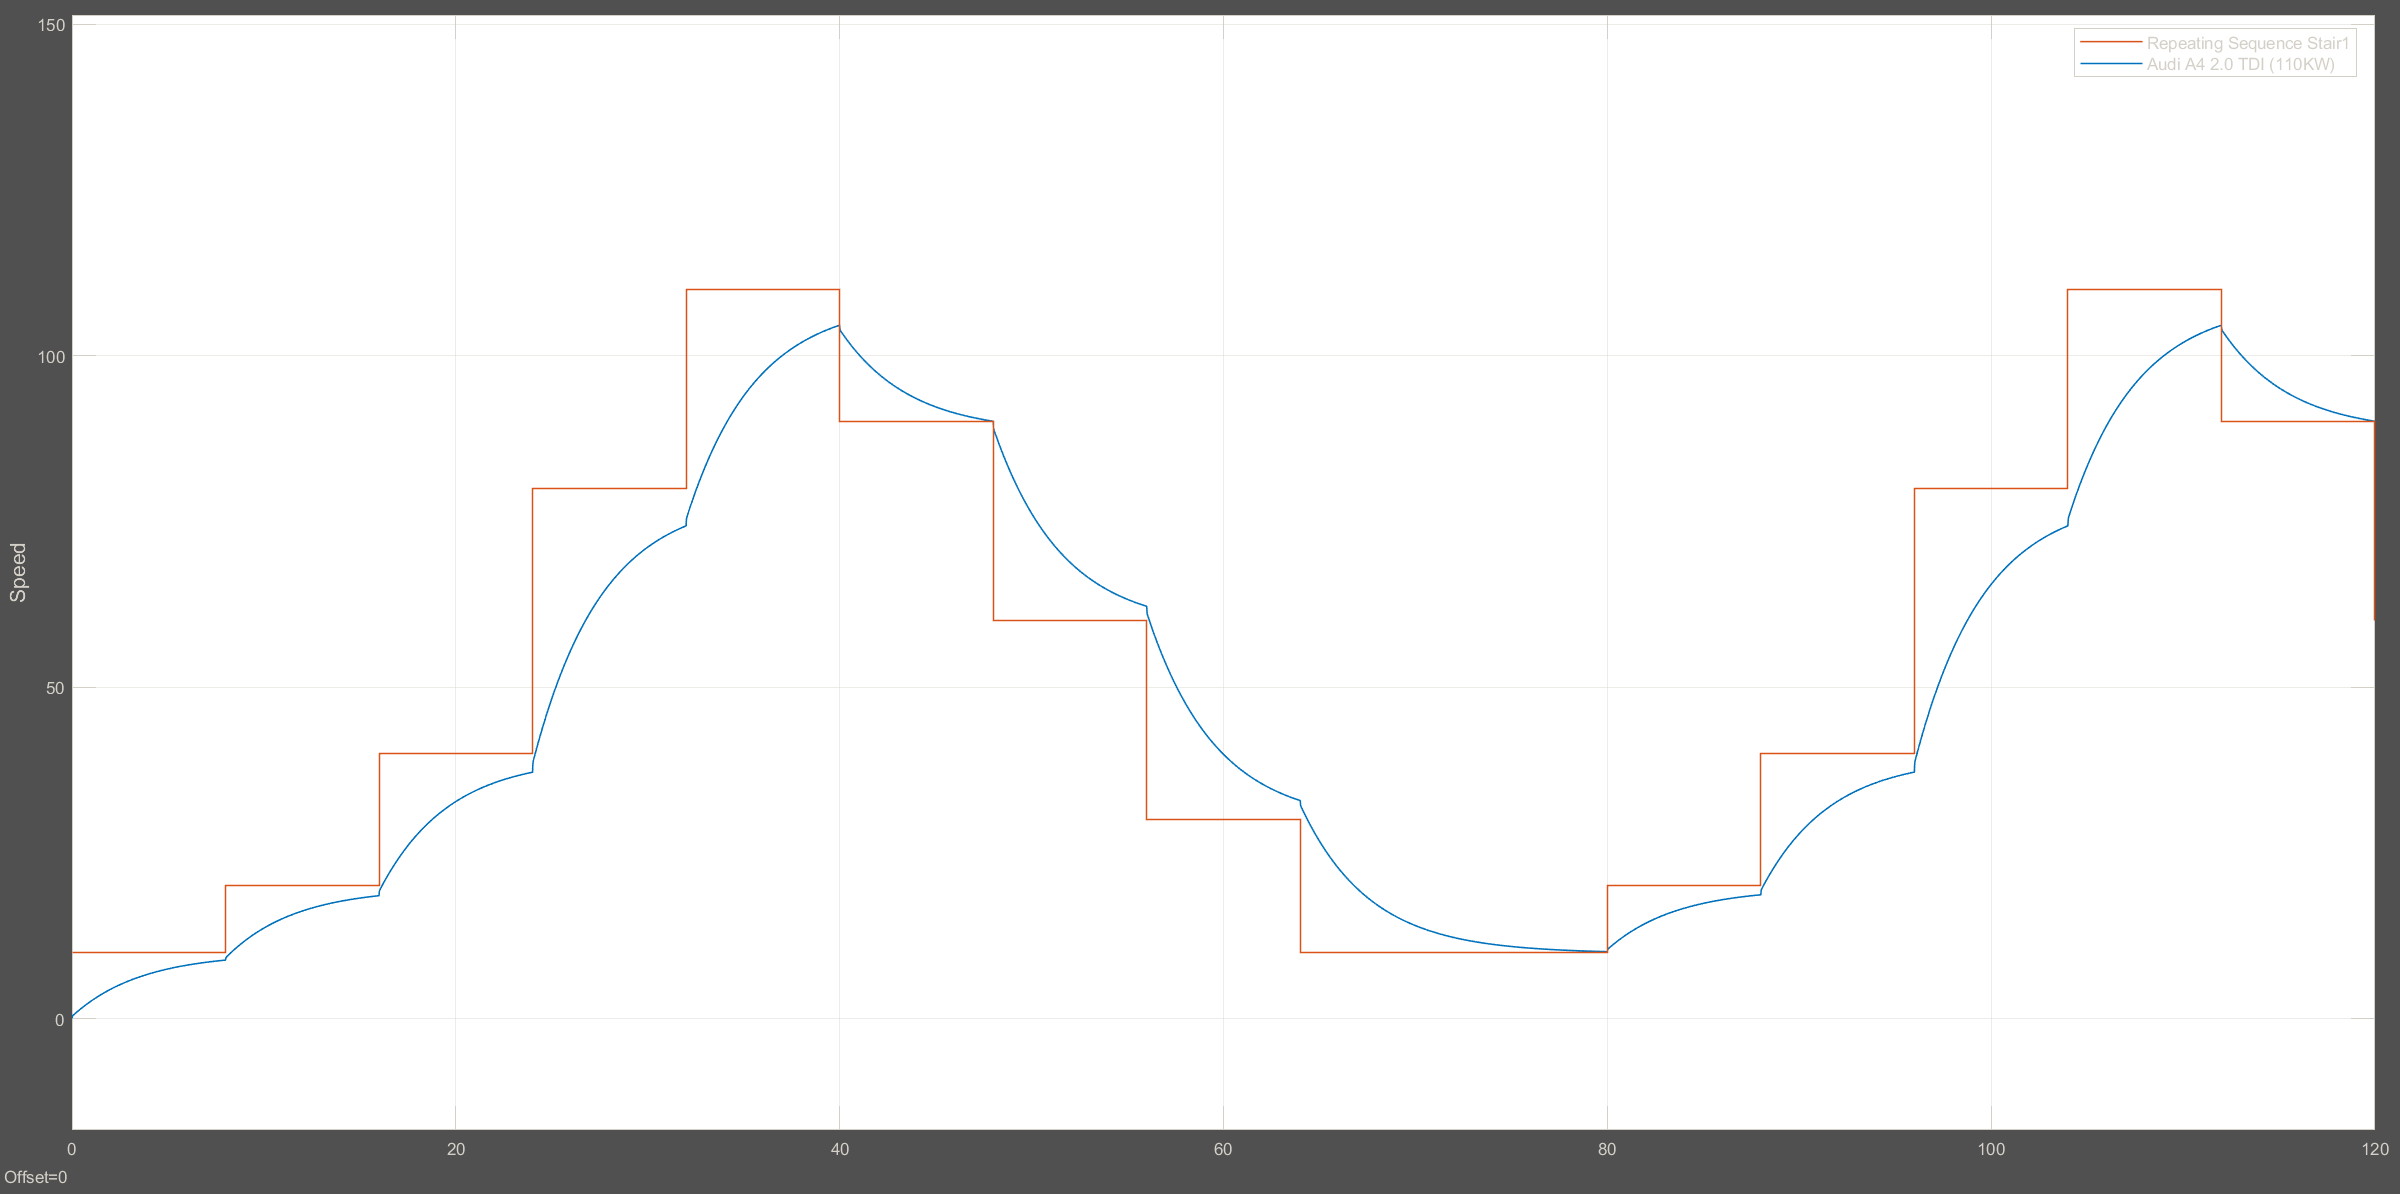 150
Repeating Sequence Stair1
Audi A4 2.0 TDI (110KW)
100
Speed
50
0
0 20 40 60 80 100 120
Offset=0